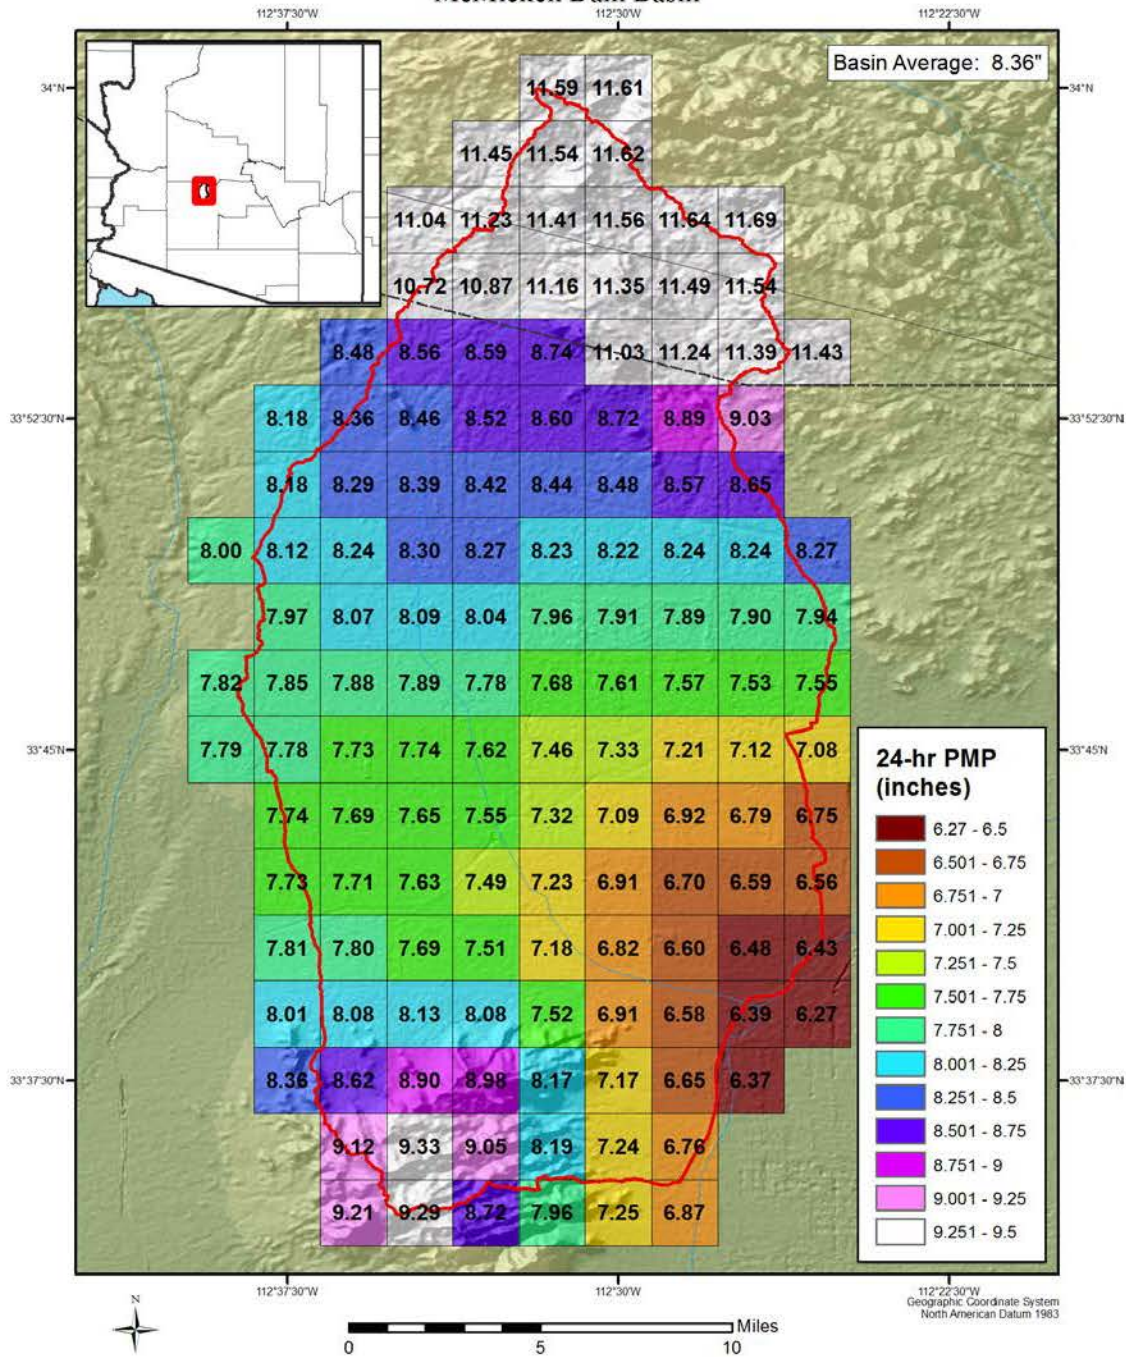 McMicken Dam Basin
112°37'30"W 112°30'W 112°22'30"W
Basin Average: 8.36"
34°N 34°N
11.59 11.61
11.45 11.54 11.62
11.04 11.23 11.41 11.56 11.64 11.69
10.72 10.87 11.16 11.35 11.49 11.54
8.48 8.56 8.59 8.74 11.03 11.24 11.39 11.43
33°52'30"N 8.18 8.36 8.46 8.52 8.60 8.72 8.89 9.03 33°52'30"N
8.18 8.29 8.39 8.42 8.44 8.48 8.57 8.65
8.00 8.12 8.24 8.30 8.27 8.23 8.22 8.24 8.24 8.27
7.97 8.07 8.09 8.04 7.96 7.91 7.89 7.90 7.94
7.82 7.85 7.88 7.89 7.78 7.68 7.61 7.57 7.53 7.55
33°45'N 7.79 7.78 7.73 7.74 7.62 7.46 7.33 7.21 7.12 7.08 33°45'N
7.74 7.69 7.65 7.55 7.32 7.09 6.92 6.79 6.75
7.73 7.71 7.63 7.49 7.23 6.91 6.70 6.59 6.56
7.81 7.80 7.69 7.51 7.18 6.82 6.60 6.48 6.43
8.01 8.08 8.13 8.08 7.52 6.91 6.58 6.39 6.27
33°37'30"N 8.36 8.62 8.90 8.98 8.17 7.17 6.65 6.37 33°37'30"N
9.12 9.33 9.05 8.19 7.24 6.76
9.21 9.29 8.72 7.96 7.25 6.87
24-hr PMP
(inches)
6.27 - 6.5
6.501 - 6.75
6.751 - 7
7.001 - 7.25
7.251 - 7.5
7.501 - 7.75
7.751 - 8
8.001 - 8.25
8.251 - 8.5
8.501 - 8.75
8.751 - 9
9.001 - 9.25
9.251 - 9.5
112°37'30"W 112°30'W 112°22'30"W
Geographic Coordinate System
North American Datum 1983
N
Miles
0 5 10